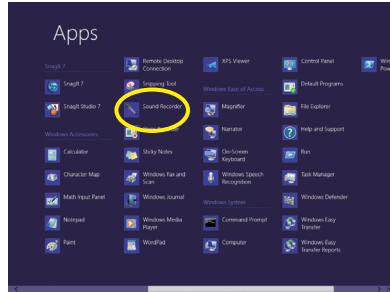 Apps
SnagIt 7
SnagIt 7
SnagIt Studio 7
Windows Accessories
Calculator
Character Map
Math Input Panel
Notepad
Paint
Remote Desktop
Connection
Snipping Tool
Sound Recorder
Sticky Notes
Windows Fax and
Scan
Windows Journal
Windows Media
Player
WordPad
XPS Viewer
Windows Ease of Access
Magnifier
Narrator
On-Screen
Keyboard
Windows Speech
Recognition
Windows System
Command Prompt
Computer
Control Panel
Default Programs
File Explorer
Help and Support
Run
Task Manager
Windows Defender
Windows Easy
Transfer
Windows Easy
Transfer Reports